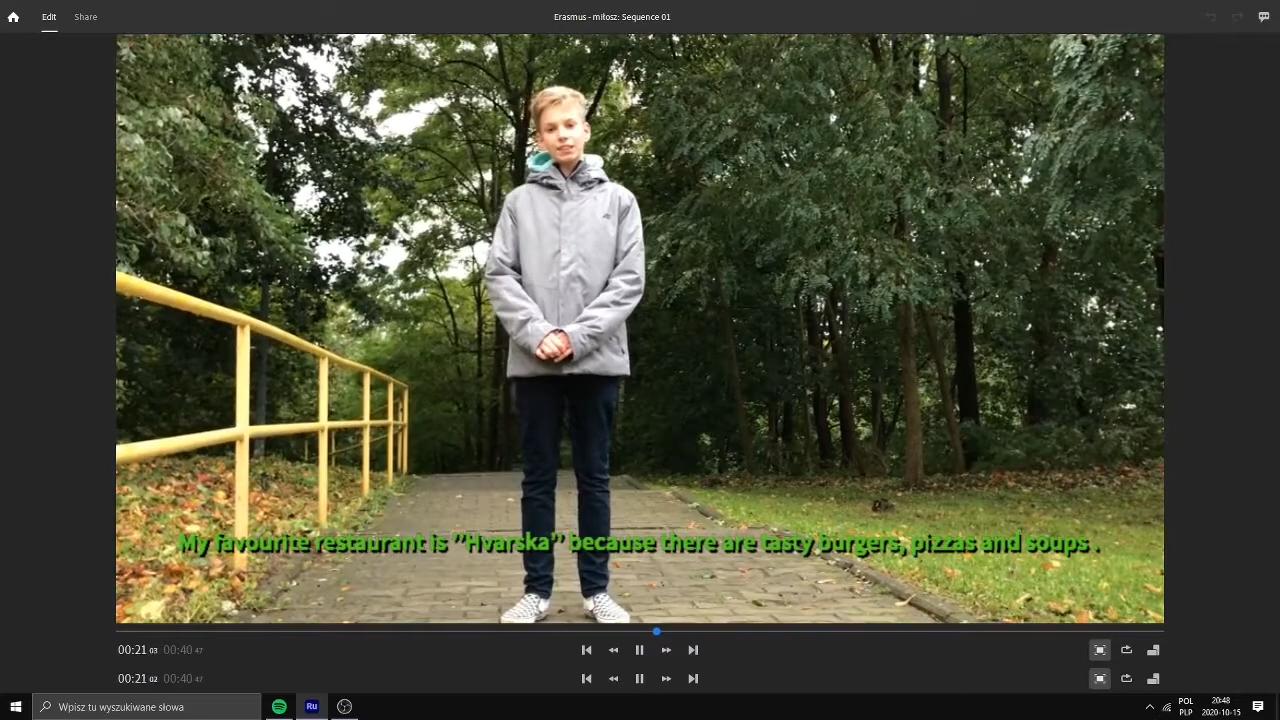 Edit Share Erasmus - miłosz: Sequence 01
My favourite restaurant is "Hvarska" because there are tasty burgers, pizzas and soups .
00:21 03 00:40 47
00:21 02 00:40 47
Wpisz tu wyszukiwane słowa Ru POL 20:48
PLP 2020-10-15